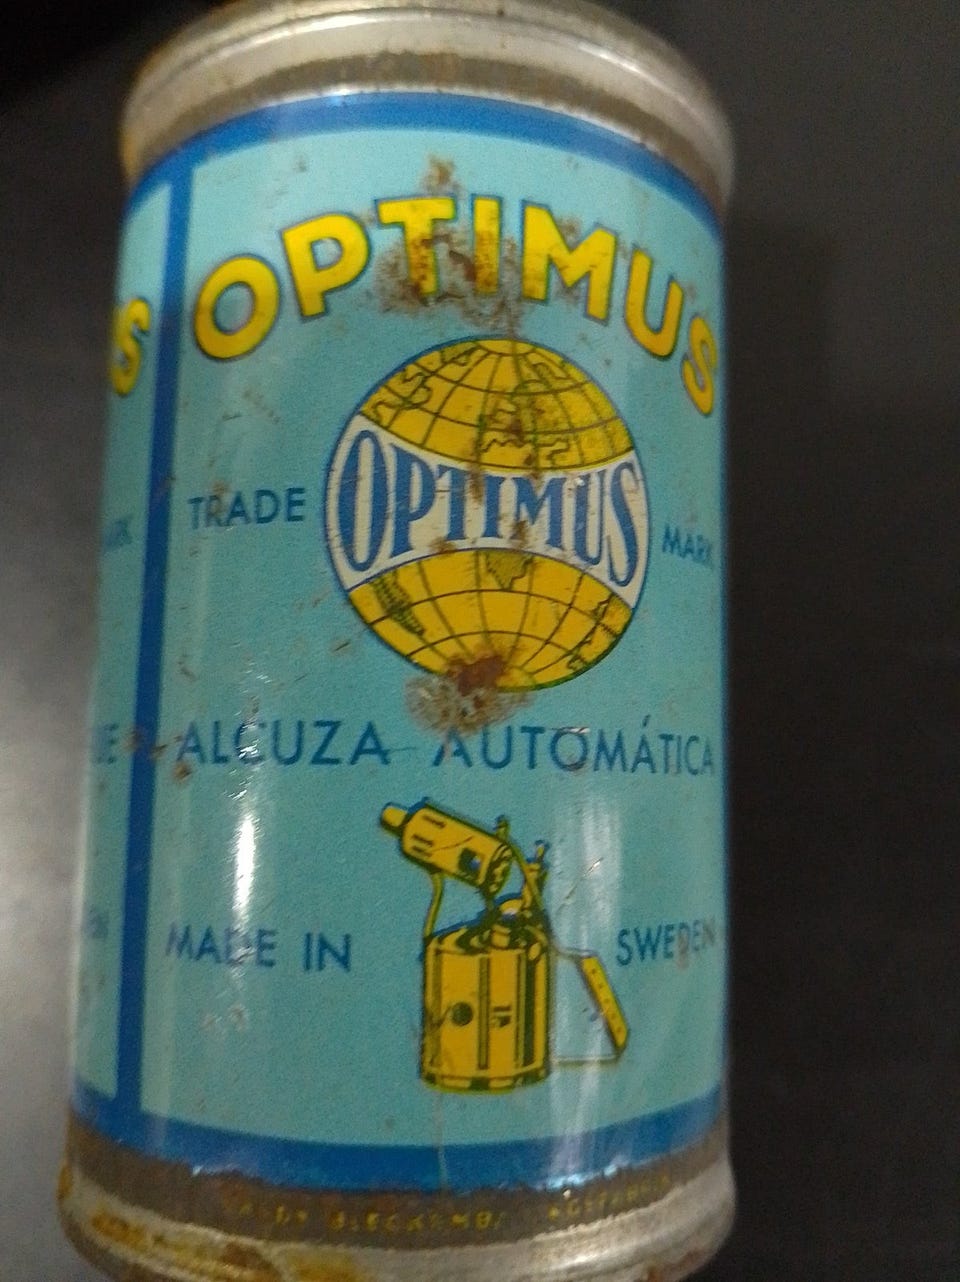 OPTIMUS
TRADE OPTIMUS MARK
ALCUZA AUTOMÁTICA
MADE IN SWEDEN